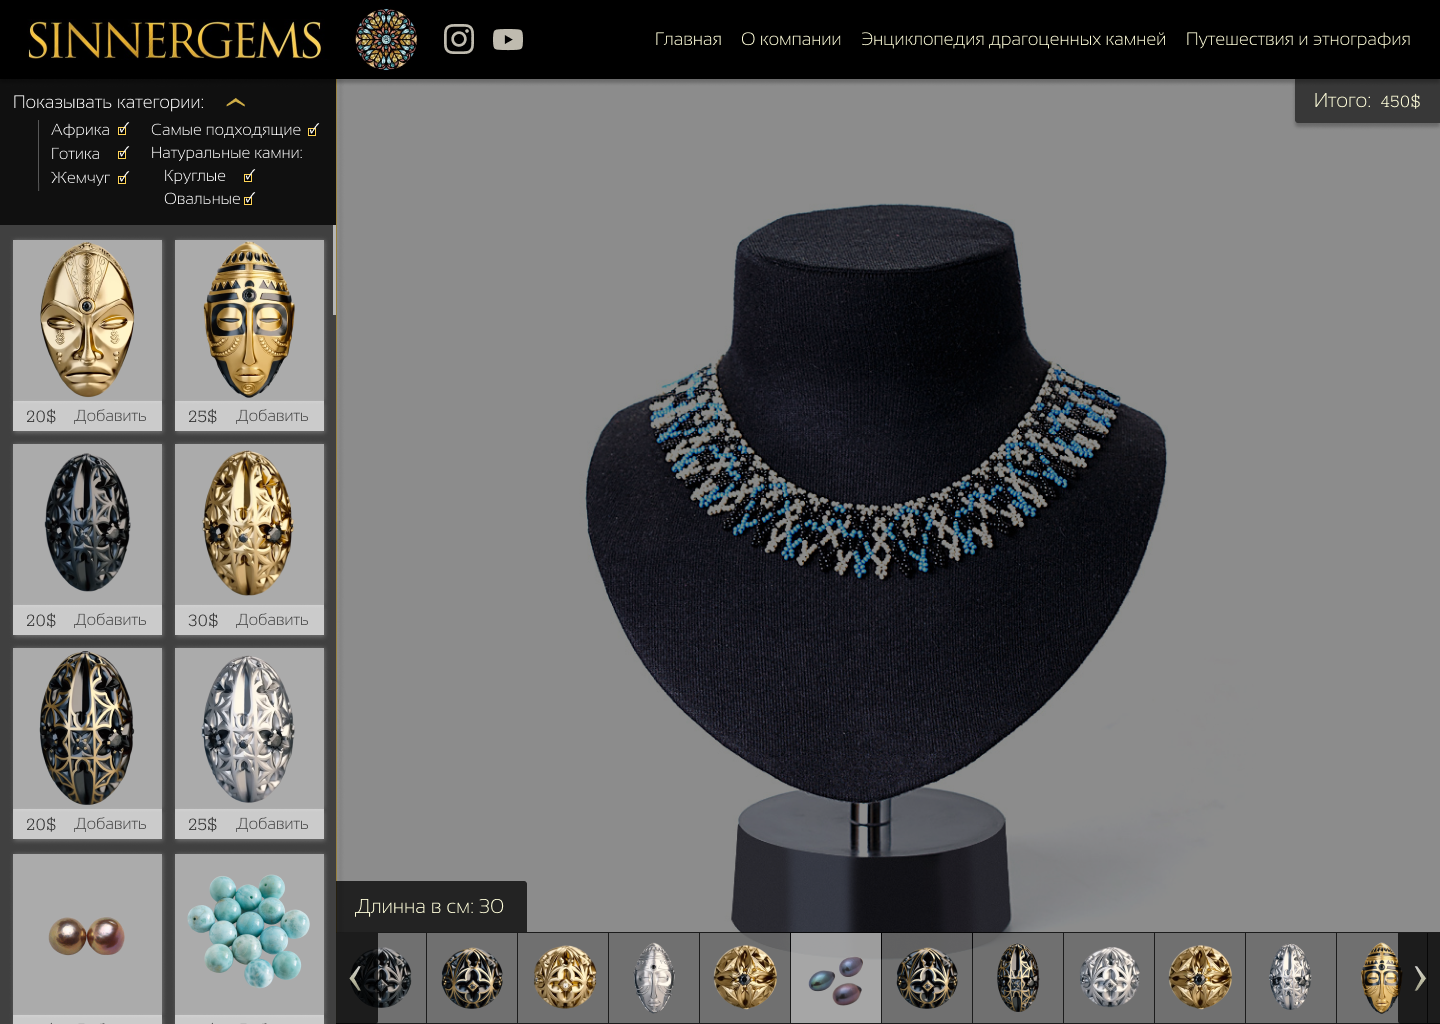 SINNERGEMS
Главная О компании Энциклопедия драгоценных камней Путешествия и этнография
Показывать категории:
Африка
Готика
Жемчуг
Самые подходящие
Натуральные камни:
Круглые
Овальные
Итого: 450$
20$ Добавить
25$ Добавить
20$ Добавить
30$ Добавить
20$ Добавить
25$ Добавить
Длинна в см: 30